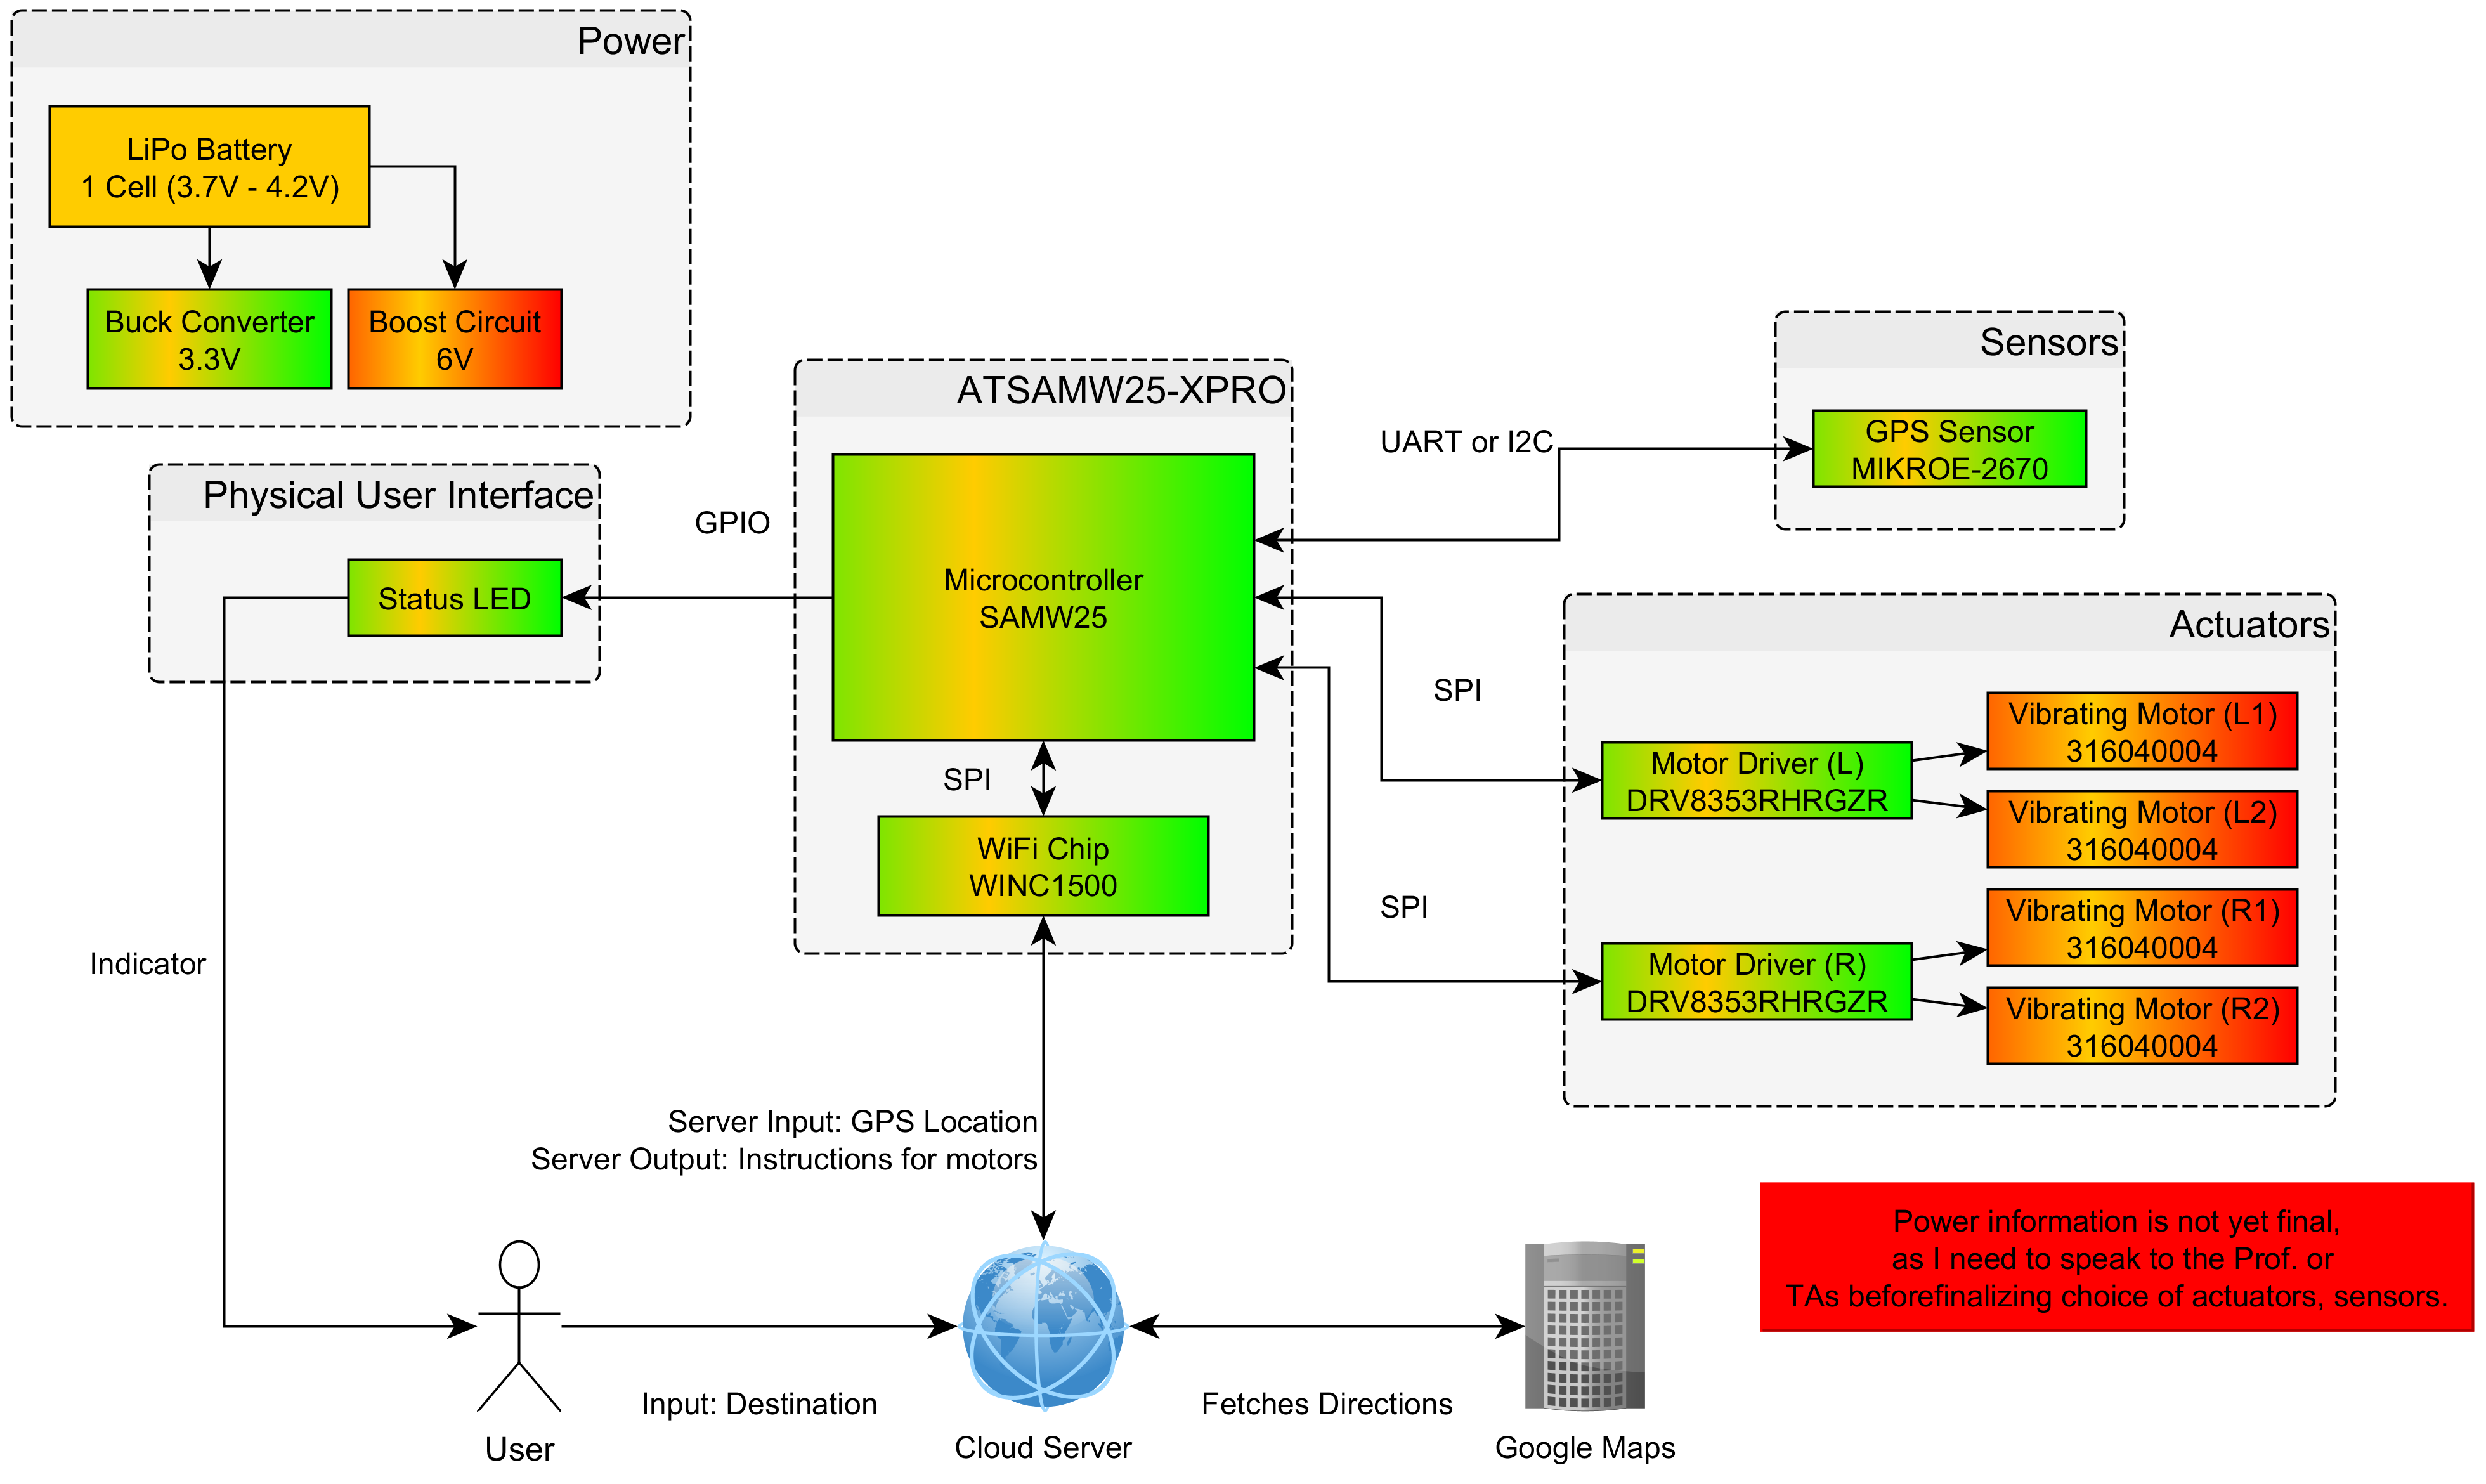 Power
LiPo Battery
1 Cell (3.7V - 4.2V)
Buck Converter
3.3V
Boost Circuit
6V
Physical User Interface
Status LED
GPIO
ATSAMW25-XPRO
Microcontroller
SAMW25
SPI
WiFi Chip
WINC1500
UART or I2C
Sensors
GPS Sensor
MIKROE-2670
SPI
SPI
Actuators
Motor Driver (L)
DRV8353RHRGZR
Vibrating Motor (L1)
316040004
Vibrating Motor (L2)
316040004
Motor Driver (R)
DRV8353RHRGZR
Vibrating Motor (R1)
316040004
Vibrating Motor (R2)
316040004
Indicator
Server Input: GPS Location
Server Output: Instructions for motors
Power information is not yet final,
as I need to speak to the Prof. or
TAs beforefinalizing choice of actuators, sensors.
Input: Destination
Fetches Directions
User
Cloud Server
Google Maps